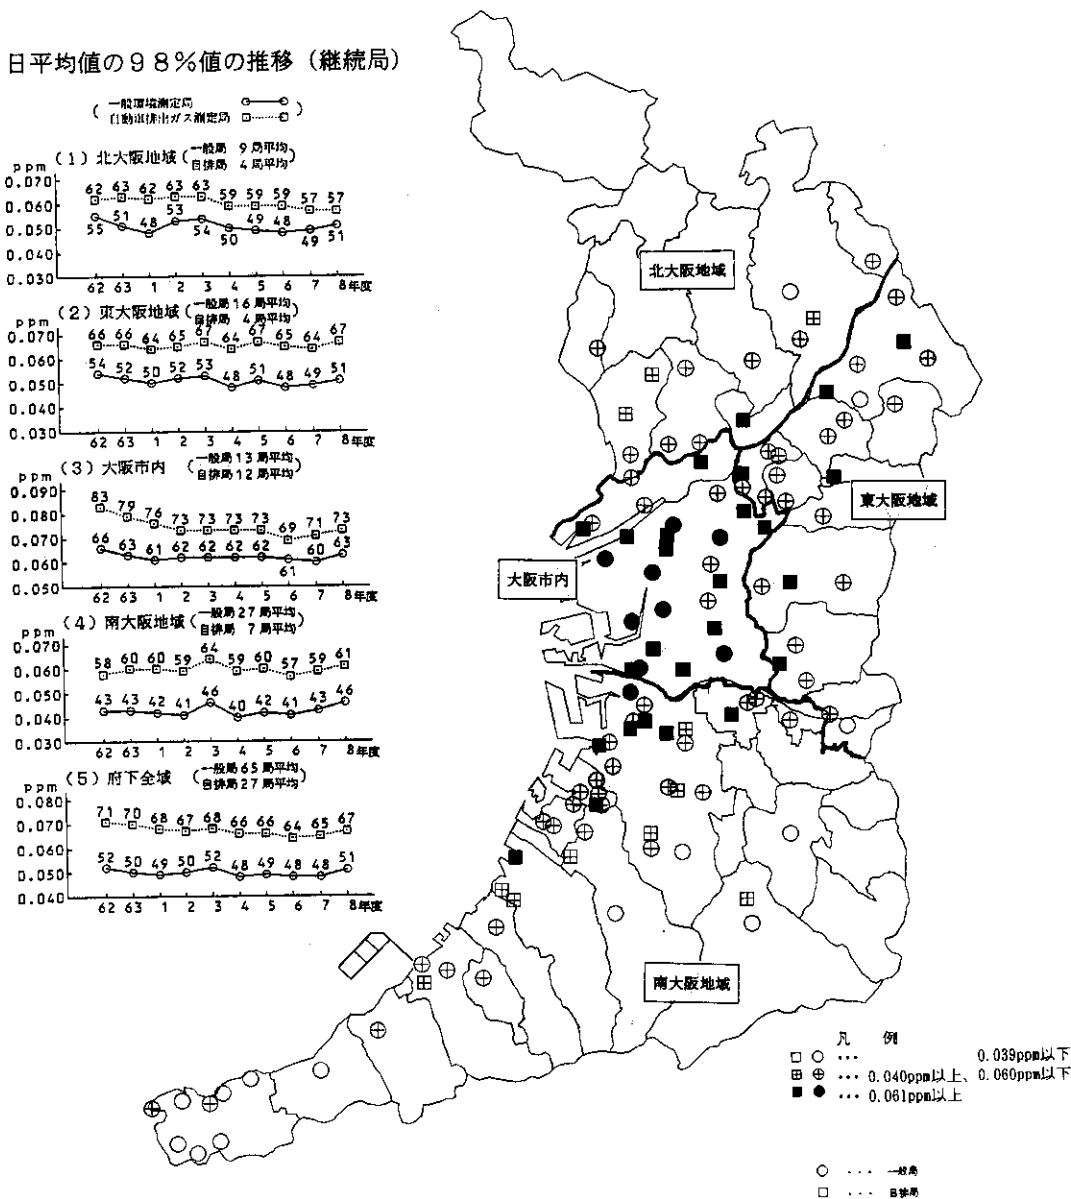 日平均値の９８％値の推移（継続局）
一般環境測定局
自動車排出ガス測定局
ppm (1) 北大阪地域 (一般局 9局平均
自排局 4局平均)
0.070
0.060
0.050
0.040
0.030
62 63 62 63 63 59 59 59 57 57
55 51 48 53 54 50 49 48 49 51
62 63 1 2 3 4 5 6 7 8年度
ppm (2) 東大阪地域 (一般局16局平均
自排局 4局平均)
0.070
0.060
0.050
0.040
0.030
66 66 64 65 67 64 67 65 64 67
54 52 50 52 53 48 51 48 49 51
62 63 1 2 3 4 5 6 7 8年度
ppm (3) 大阪市内 (一般局13局平均
自排局12局平均)
0.090
0.080
0.070
0.060
0.050
83 79 76 73 73 73 73 69 71 73
66 63 61 62 62 62 62 61 60 63
62 63 1 2 3 4 5 6 7 8年度
ppm (4) 南大阪地域 (一般局27局平均
自排局 7局平均)
0.070
0.060
0.050
0.040
0.030
58 60 60 59 64 59 60 57 59 61
43 43 42 41 46 40 42 41 43 46
62 63 1 2 3 4 5 6 7 8年度
ppm (5) 府下全域 (一般局65局平均
自排局27局平均)
0.080
0.070
0.060
0.050
0.040
71 70 68 67 68 66 66 64 65 67
52 50 49 50 52 48 49 48 48 51
62 63 1 2 3 4 5 6 7 8年度
北大阪地域
東大阪地域
大阪市内
南大阪地域
凡 例
… 0.039ppm以下
… 0.040ppm以上、0.060ppm以下
… 0.061ppm以上
… 一般局
… 自排局